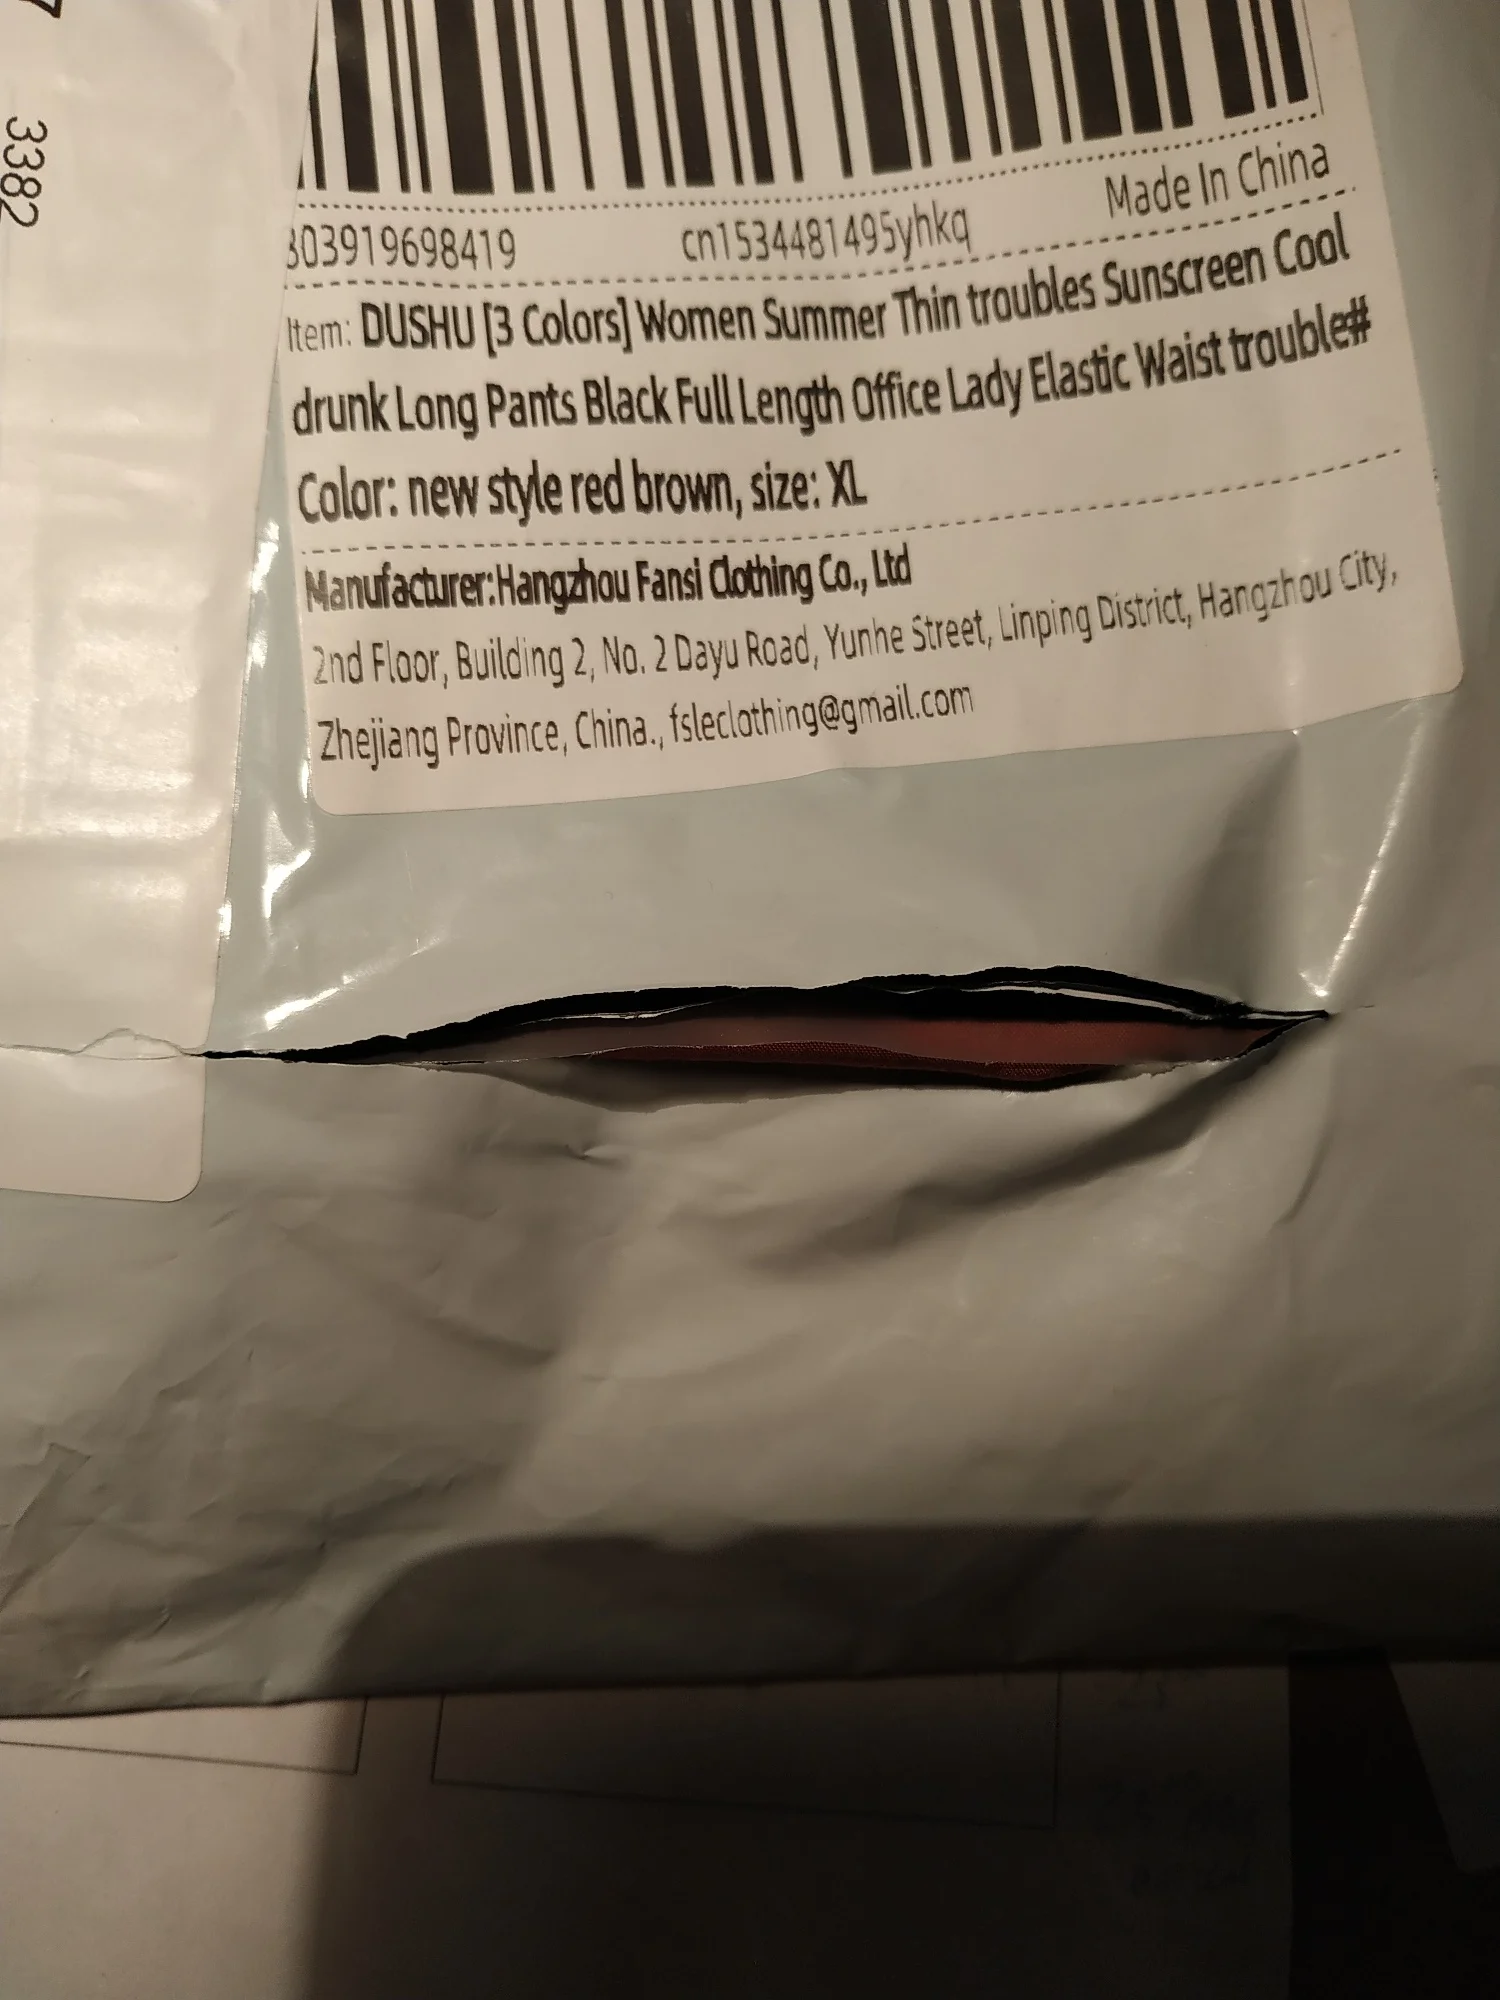 3382
803919698419 cn1534481495yhkq Made In China
Item: DUSHU [3 Colors] Women Summer Thin troubles Sunscreen Cool
drunk Long Pants Black Full Length Office Lady Elastic Waist trouble#
Color: new style red brown, size: XL
Manufacturer:Hangzhou Fansi Clothing Co., Ltd
2nd Floor, Building 2, No. 2 Dayu Road, Yunhe Street, Linping District, Hangzhou City,
Zhejiang Province, China., fsleclothing@gmail.com